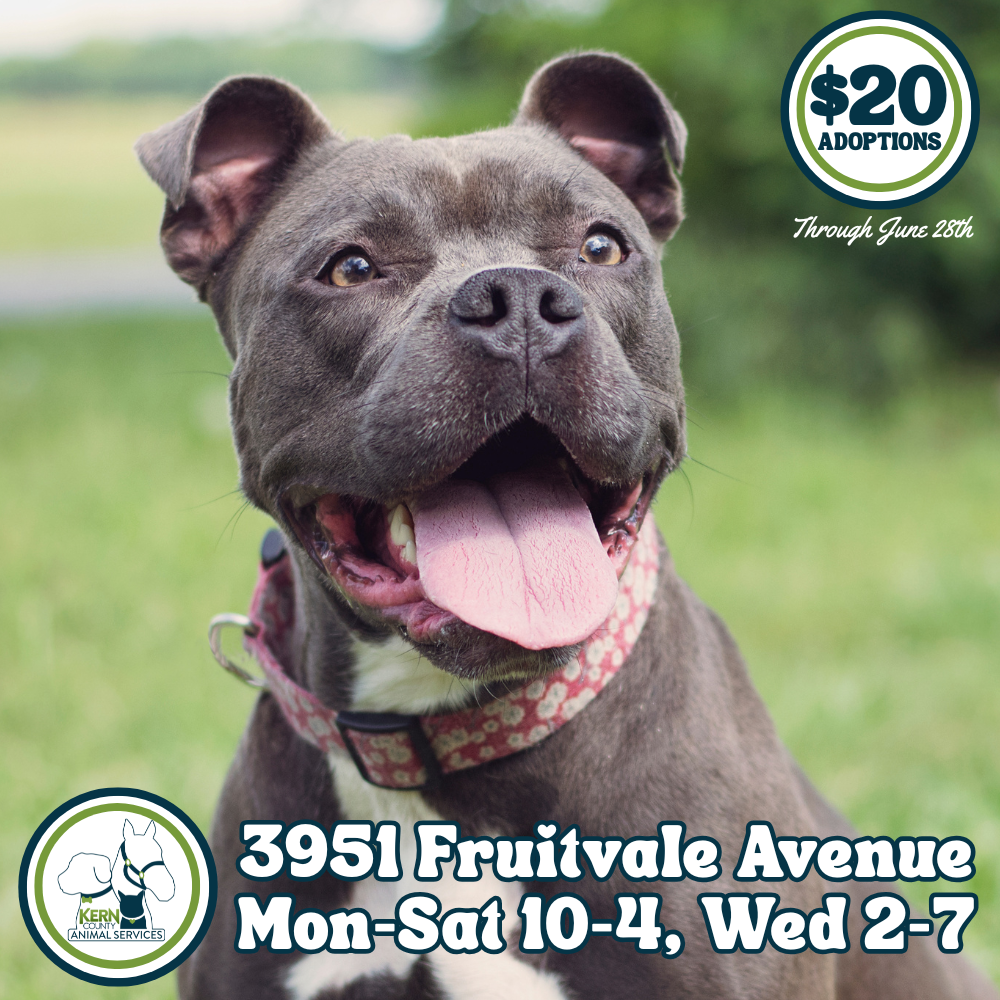 $20
ADOPTIONS
Through June 28th
KERN
COUNTY
ANIMAL SERVICES
3951 Fruitvale Avenue
Mon-Sat 10-4, Wed 2-7